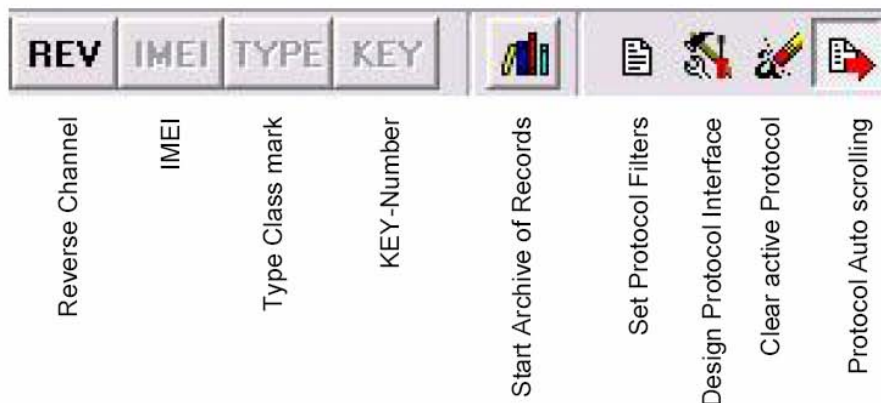 REV IMEI TYPE KEY
Reverse Channel
IMEI
Type Class mark
KEY-Number
Start Archive of Records
Set Protocol Filters
Design Protocol Interface
Clear active Protocol
Protocol Auto scrolling